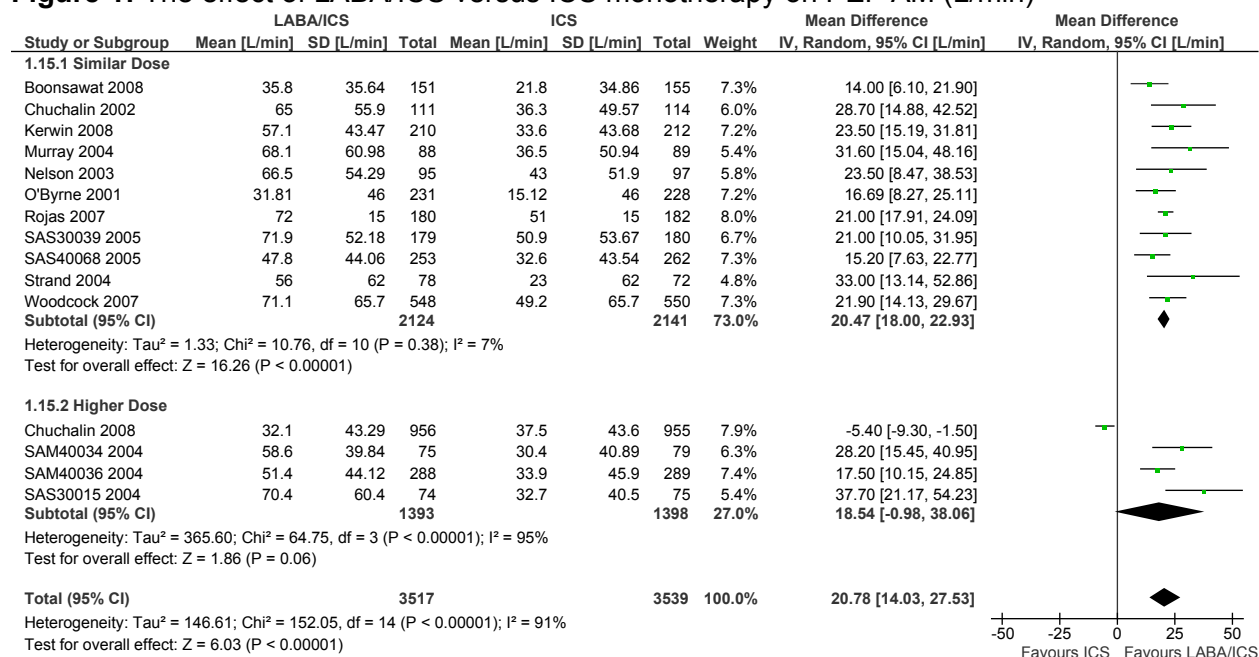 Figure 4. The effect of LABA/ICS versus ICS monotherapy on PEF AM (L/min)
LABA/ICS ICS Mean Difference Mean Difference
Study or Subgroup Mean [L/min] SD [L/min] Total Mean [L/min] SD [L/min] Total Weight IV, Random, 95% CI [L/min] IV, Random, 95% CI [L/min]
1.15.1 Similar Dose
Boonsawat 2008 35.8 35.64 151 21.8 34.86 155 7.3% 14.00 [6.10, 21.90]
Chuchalin 2002 65 55.9 111 36.3 49.57 114 6.0% 28.70 [14.88, 42.52]
Kerwin 2008 57.1 43.47 210 33.6 43.68 212 7.2% 23.50 [15.19, 31.81]
Murray 2004 68.1 60.98 88 36.5 50.94 89 5.4% 31.60 [15.04, 48.16]
Nelson 2003 66.5 54.29 95 43 51.9 97 5.8% 23.50 [8.47, 38.53]
O'Byrne 2001 31.81 46 231 15.12 46 228 7.2% 16.69 [8.27, 25.11]
Rojas 2007 72 15 180 51 15 182 8.0% 21.00 [17.91, 24.09]
SAS30039 2005 71.9 52.18 179 50.9 53.67 180 6.7% 21.00 [10.05, 31.95]
SAS40068 2005 47.8 44.06 253 32.6 43.54 262 7.3% 15.20 [7.63, 22.77]
Strand 2004 56 62 78 23 62 72 4.8% 33.00 [13.14, 52.86]
Woodcock 2007 71.1 65.7 548 49.2 65.7 550 7.3% 21.90 [14.13, 29.67]
Subtotal (95% CI) 2124 2141 73.0% 20.47 [18.00, 22.93]
Heterogeneity: Tau² = 1.33; Chi² = 10.76, df = 10 (P = 0.38); I² = 7%
Test for overall effect: Z = 16.26 (P < 0.00001)
1.15.2 Higher Dose
Chuchalin 2008 32.1 43.29 956 37.5 43.6 955 7.9% -5.40 [-9.30, -1.50]
SAM40034 2004 58.6 39.84 75 30.4 40.89 79 6.3% 28.20 [15.45, 40.95]
SAM40036 2004 51.4 44.12 288 33.9 45.9 289 7.4% 17.50 [10.15, 24.85]
SAS30015 2004 70.4 60.4 74 32.7 40.5 75 5.4% 37.70 [21.17, 54.23]
Subtotal (95% CI) 1393 1398 27.0% 18.54 [-0.98, 38.06]
Heterogeneity: Tau² = 365.60; Chi² = 64.75, df = 3 (P < 0.00001); I² = 95%
Test for overall effect: Z = 1.86 (P = 0.06)
Total (95% CI) 3517 3539 100.0% 20.78 [14.03, 27.53]
Heterogeneity: Tau² = 146.61; Chi² = 152.05, df = 14 (P < 0.00001); I² = 91%
Test for overall effect: Z = 6.03 (P < 0.00001)
-50 -25 0 25 50
Favours ICS Favours LABA/ICS